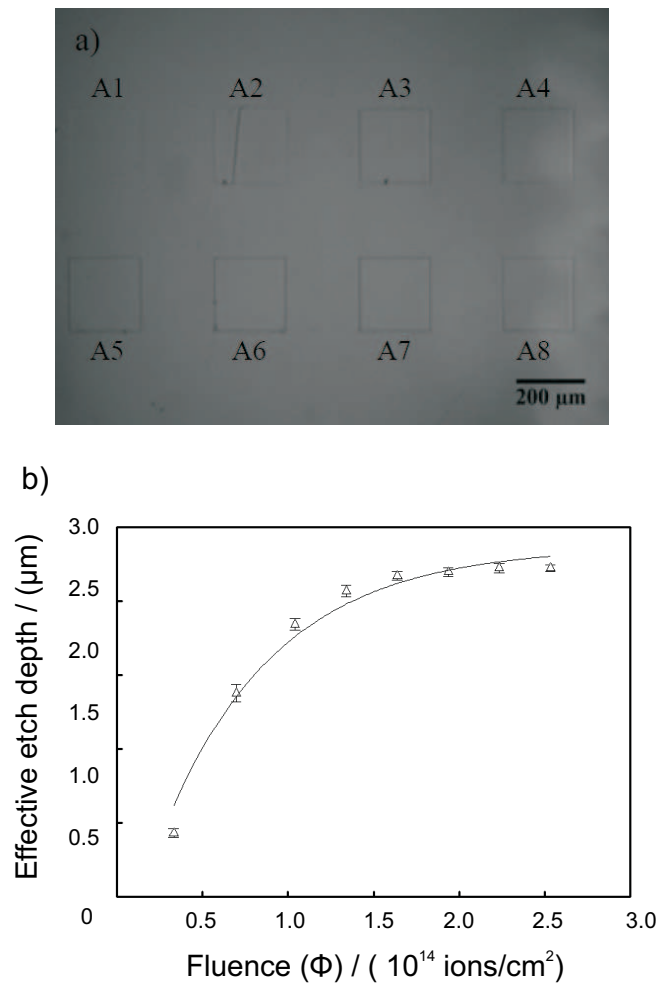 a)
A1 A2 A3 A4
A5 A6 A7 A8
200 µm
b)
3.0
2.5
2.0
1.5
1.0
0.5
0
0.5 1.0 1.5 2.0 2.5 3.0
Effective etch depth / (µm)
Fluence (Φ) / ( 10¹⁴ ions/cm²)